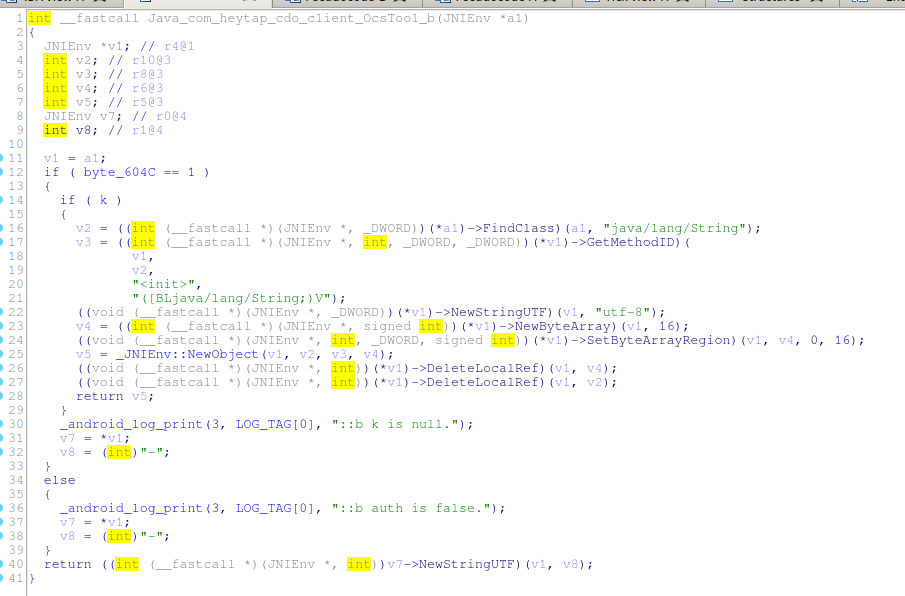 1 int __fastcall Java_com_heytap_cdo_client_OcsTool_b(JNIEnv *a1)
2 {
3 JNIEnv *v1; // r4@1
4 int v2; // r10@3
5 int v3; // r8@3
6 int v4; // r6@3
7 int v5; // r5@3
8 JNIEnv v7; // r0@4
9 int v8; // r1@4
10
11 v1 = a1;
12 if ( byte_604C == 1 )
13 {
14 if ( k )
15 {
16 v2 = ((int (__fastcall *)(JNIEnv *, _DWORD))(*a1)->FindClass)(a1, "java/lang/String");
17 v3 = ((int (__fastcall *)(JNIEnv *, int, _DWORD, _DWORD))(*v1)->GetMethodID)(
18 v1,
19 v2,
20 "<init>",
21 "([BLjava/lang/String;)V");
22 ((void (__fastcall *)(JNIEnv *, _DWORD))(*v1)->NewStringUTF)(v1, "utf-8");
23 v4 = ((int (__fastcall *)(JNIEnv *, signed int))(*v1)->NewByteArray)(v1, 16);
24 ((void (__fastcall *)(JNIEnv *, int, _DWORD, signed int))(*v1)->SetByteArrayRegion)(v1, v4, 0, 16);
25 v5 = _JNIEnv::NewObject(v1, v2, v3, v4);
26 ((void (__fastcall *)(JNIEnv *, int))(*v1)->DeleteLocalRef)(v1, v4);
27 ((void (__fastcall *)(JNIEnv *, int))(*v1)->DeleteLocalRef)(v1, v2);
28 return v5;
29 }
30 _android_log_print(3, LOG_TAG[0], "::b k is null.");
31 v7 = *v1;
32 v8 = (int)"-";
33 }
34 else
35 {
36 _android_log_print(3, LOG_TAG[0], "::b auth is false.");
37 v7 = *v1;
38 v8 = (int)"-";
39 }
40 return ((int (__fastcall *)(JNIEnv *, int))v7->NewStringUTF)(v1, v8);
41 }